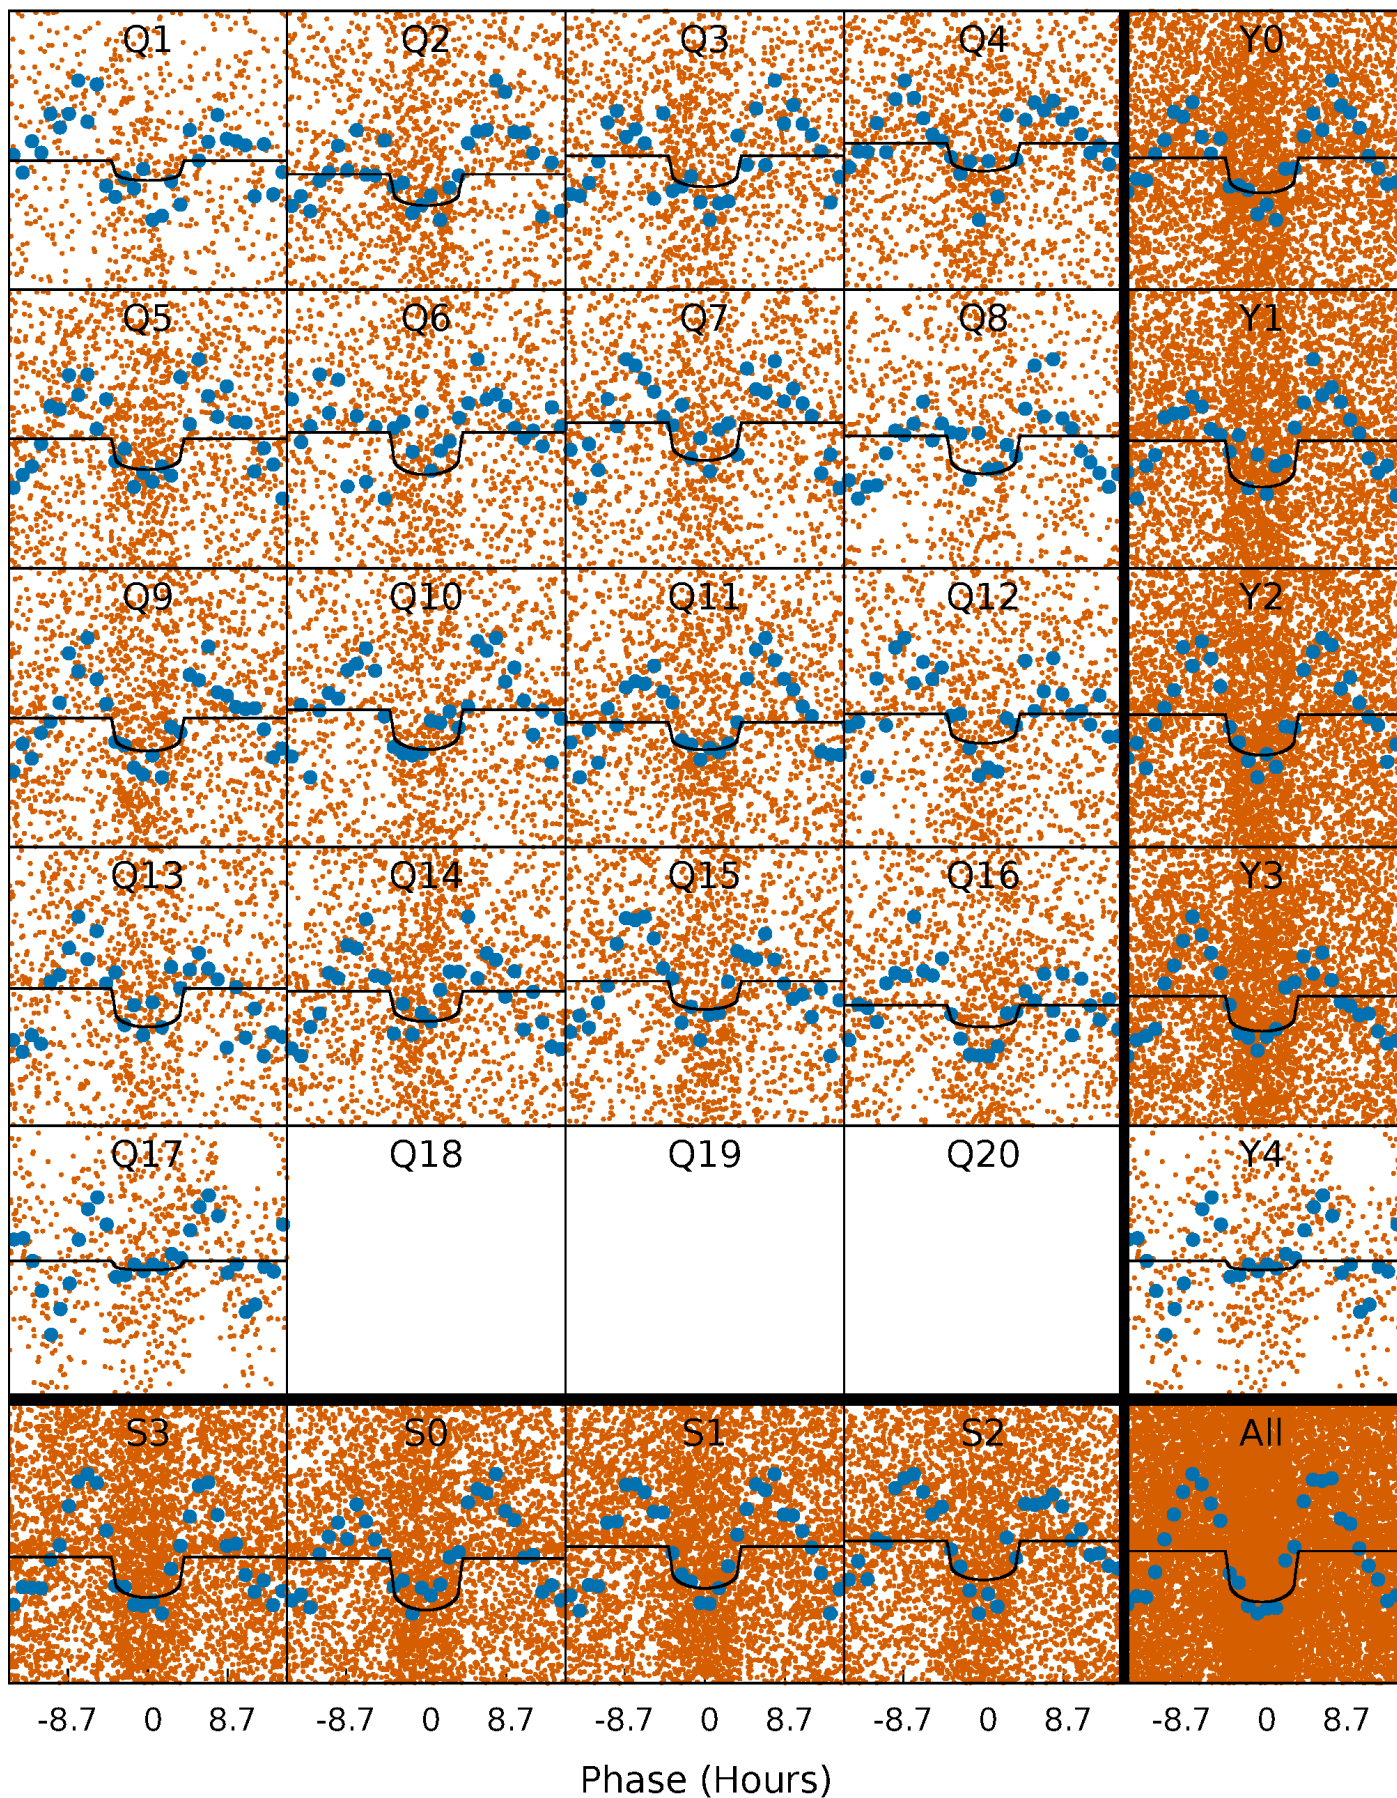 Q1 Q2 Q3 Q4 Y0
Q5 Q6 Q7 Q8 Y1
Q9 Q10 Q11 Q12 Y2
Q13 Q14 Q15 Q16 Y3
Q17 Q18 Q19 Q20 Y4
S3 S0 S1 S2 All
-8.7 0 8.7 -8.7 0 8.7 -8.7 0 8.7 -8.7 0 8.7 -8.7 0 8.7
Phase (Hours)